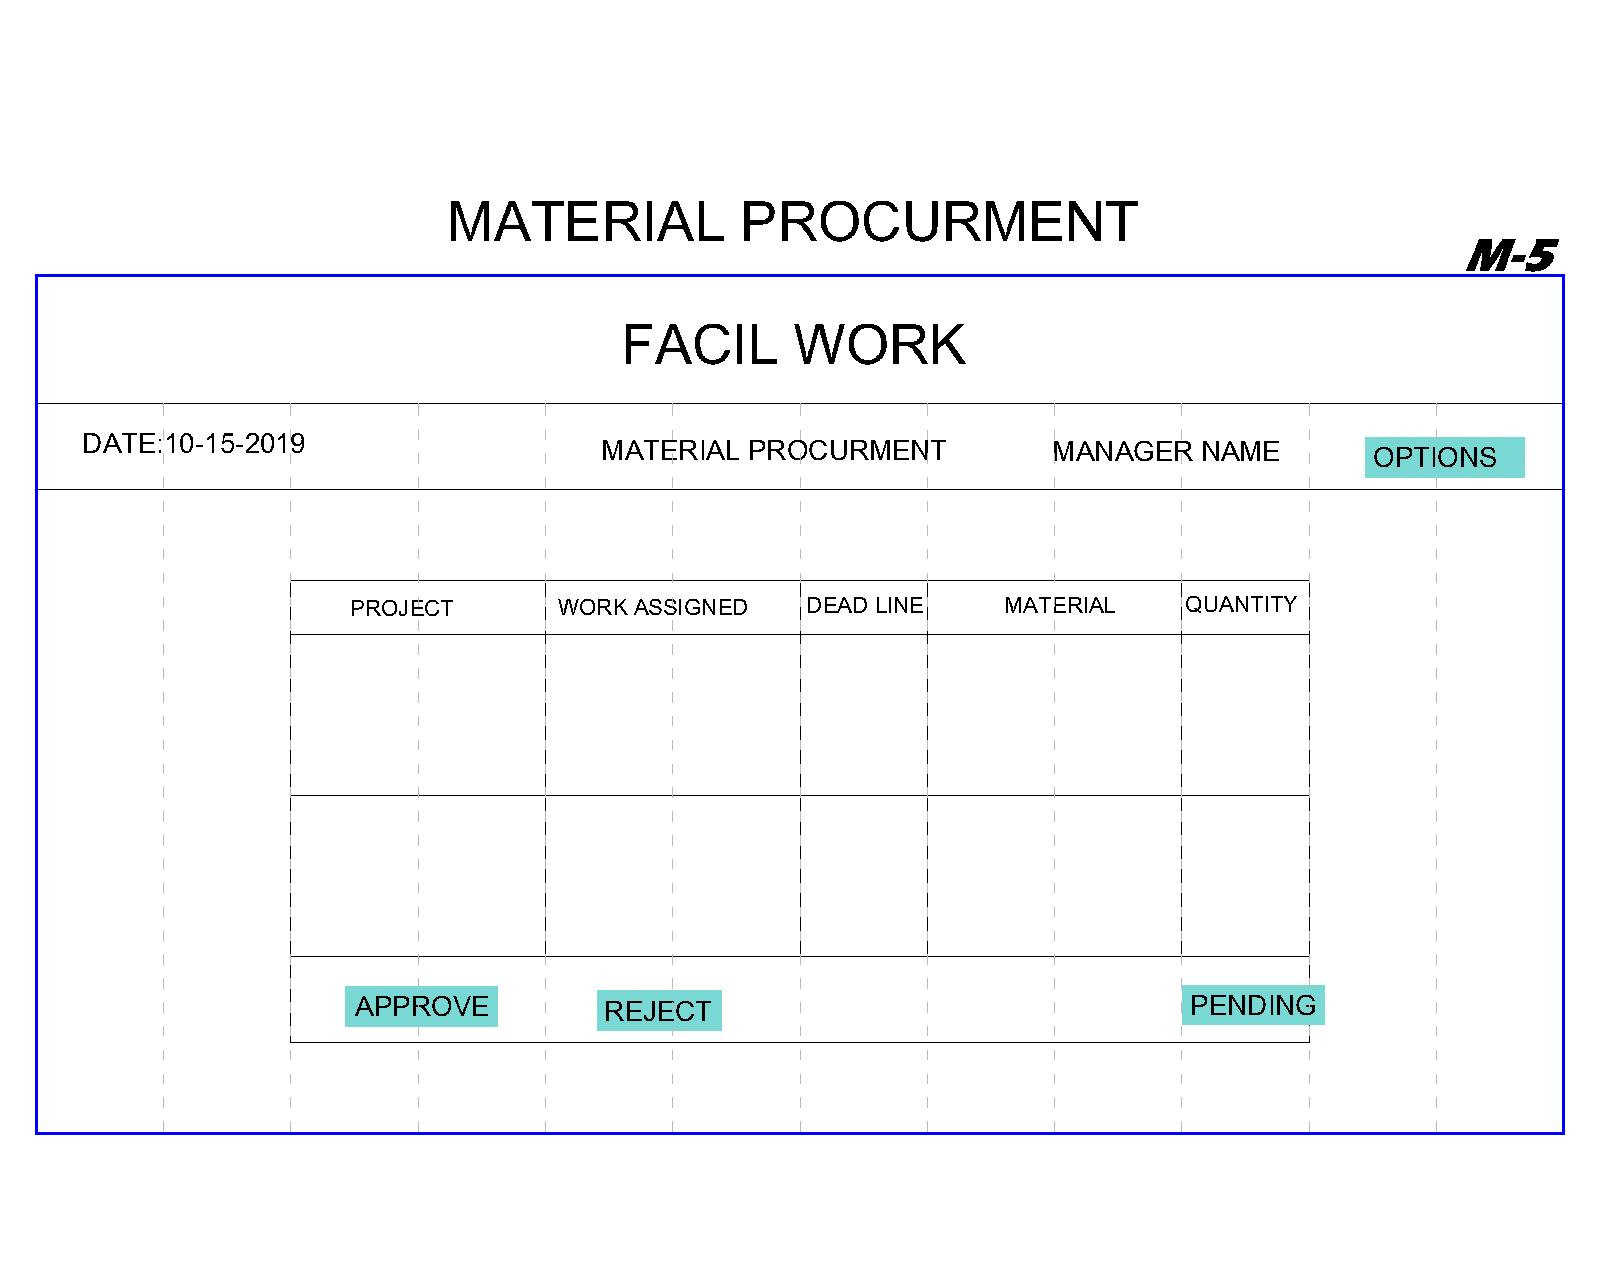 MATERIAL PROCURMENT
M-5
FACIL WORK
DATE:10-15-2019 MATERIAL PROCURMENT MANAGER NAME OPTIONS
PROJECT WORK ASSIGNED DEAD LINE MATERIAL QUANTITY
APPROVE REJECT PENDING